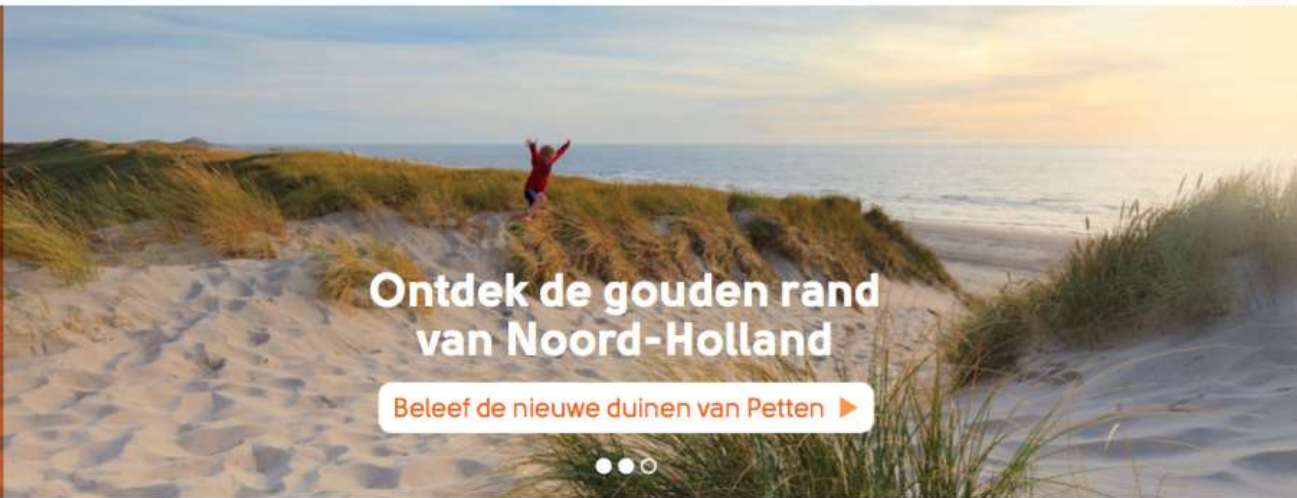 Ontdek de gouden rand
van Noord-Holland
Beleef de nieuwe duinen van Petten